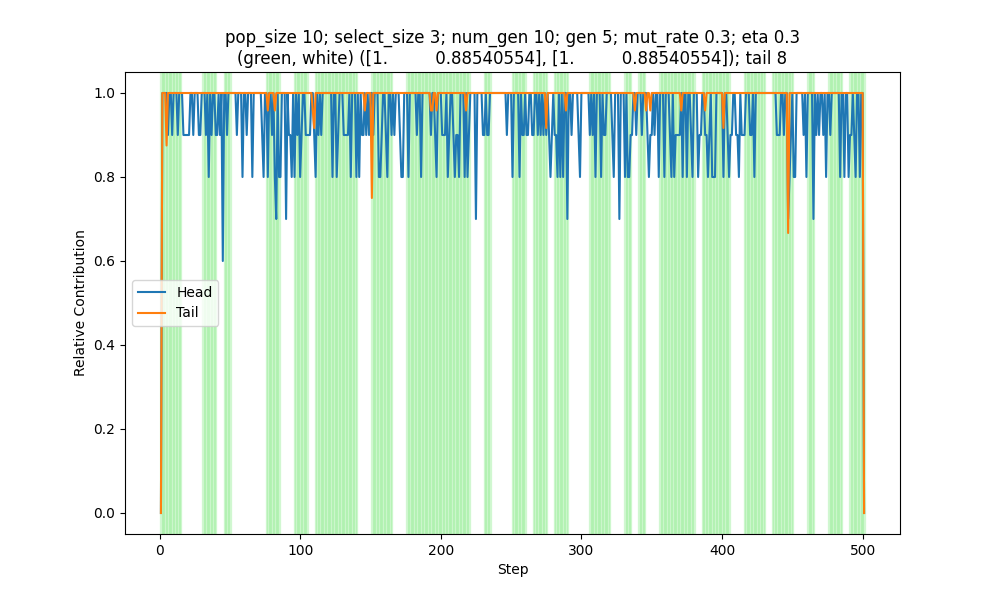 pop_size 10; select_size 3; num_gen 10; gen 5; mut_rate 0.3; eta 0.3
(green, white) ([1.         0.88540554], [1.         0.88540554]); tail 8
1.0
0.8
0.6
0.4
0.2
0.0
Relative Contribution
Head
Tail
0
100
200
300
400
500
Step